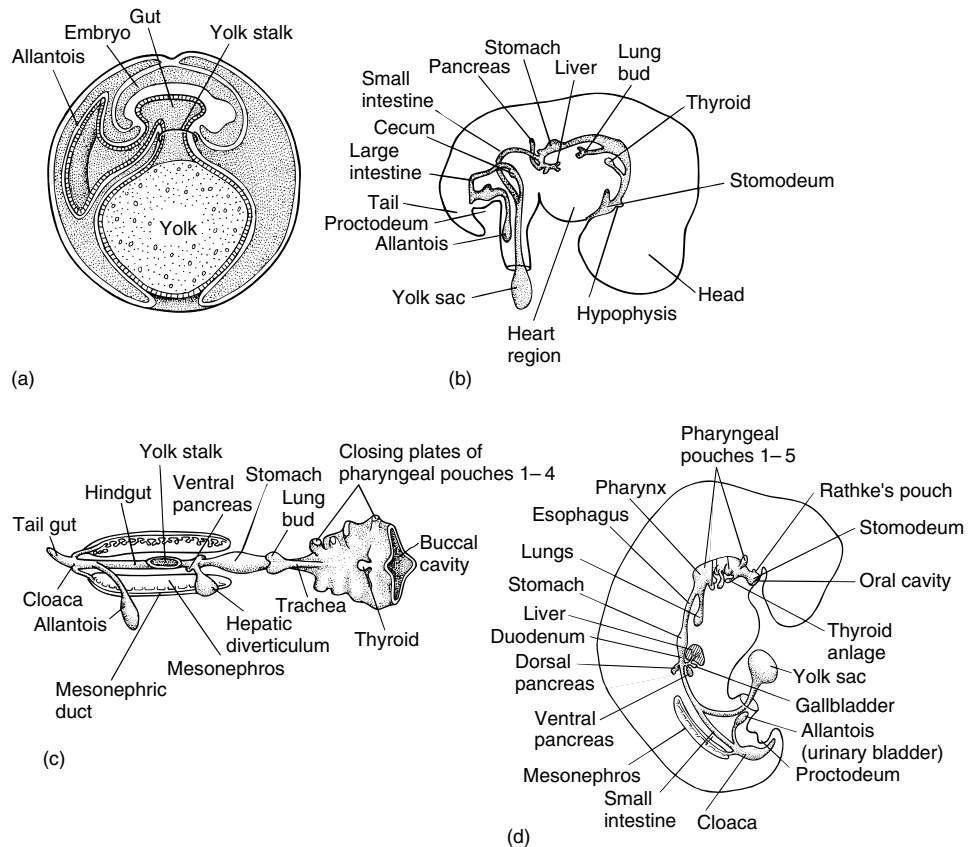 Gut
Embryo
Yolk stalk
Allantois
Yolk
(a)
Stomach
Pancreas
Liver
Lung
bud
Small
intestine
Thyroid
Cecum
Large
intestine
Stomodeum
Tail
Proctodeum
Allantois
Yolk sac
Head
Hypophysis
Heart
region
(b)
Yolk stalk
Ventral
pancreas
Stomach
Closing plates of
pharyngeal pouches 1–4
Hindgut
Lung
bud
Tail gut
Buccal
cavity
Cloaca
Allantois
Trachea
Hepatic
diverticulum
Thyroid
Mesonephros
Mesonephric
duct
(c)
Pharyngeal
pouches 1–5
Pharynx
Rathke's pouch
Esophagus
Stomodeum
Lungs
Oral cavity
Stomach
Liver
Thyroid
anlage
Duodenum
Dorsal
pancreas
Yolk sac
Gallbladder
Ventral
pancreas
Allantois
(urinary bladder)
Mesonephros
Proctodeum
Small
intestine
Cloaca
(d)